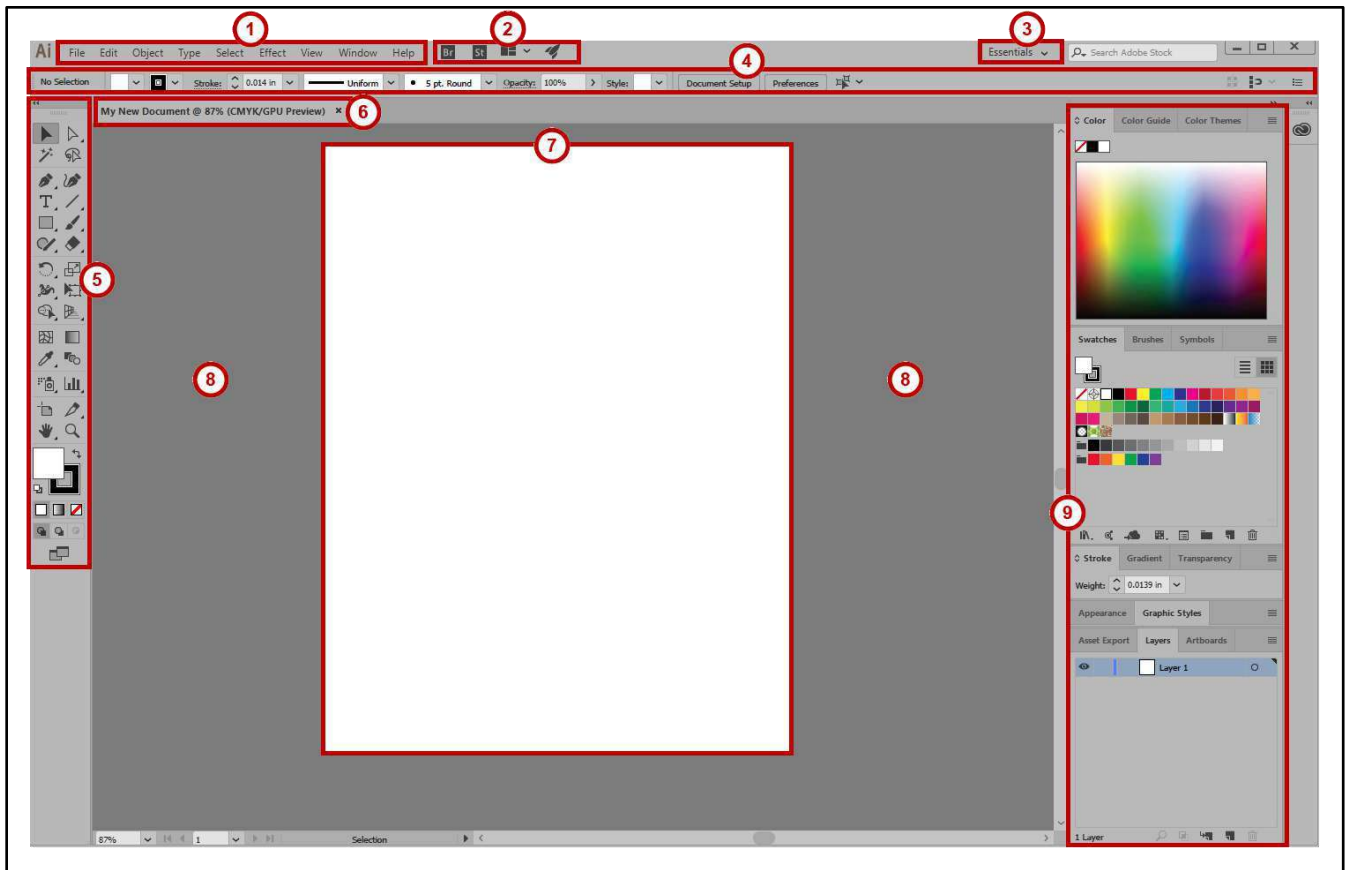 1 2 3
Ai File Edit Object Type Select Effect View Window Help Br St Essentials Search Adobe Stock
4
No Selection Stroke: 0.014 in Uniform 5 pt. Round Opacity: 100% Style: Document Setup Preferences
My New Document @ 87% (CMYK/GPU Preview) × 6
7
Color Color Guide Color Themes
T
5
8 8
Swatches Brushes Symbols
9
Stroke Gradient Transparency
Weight: 0.0139 in
Appearance Graphic Styles
Asset Export Layers Artboards
Layer 1
87% 1 Selection 1 Layer